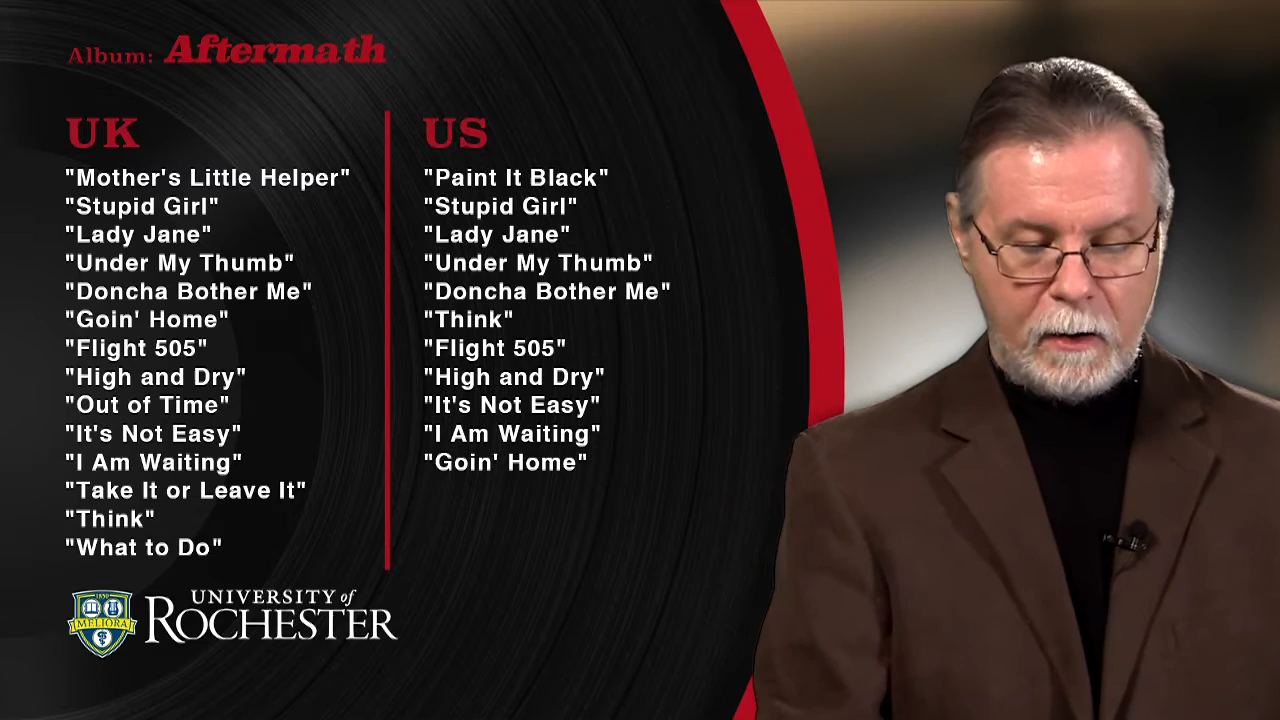 Album: Aftermath
UK
"Mother's Little Helper"
"Stupid Girl"
"Lady Jane"
"Under My Thumb"
"Doncha Bother Me"
"Goin' Home"
"Flight 505"
"High and Dry"
"Out of Time"
"It's Not Easy"
"I Am Waiting"
"Take It or Leave It"
"Think"
"What to Do"
US
"Paint It Black"
"Stupid Girl"
"Lady Jane"
"Under My Thumb"
"Doncha Bother Me"
"Think"
"Flight 505"
"High and Dry"
"It's Not Easy"
"I Am Waiting"
"Goin' Home"
1850
MELIORA
UNIVERSITY of
ROCHESTER